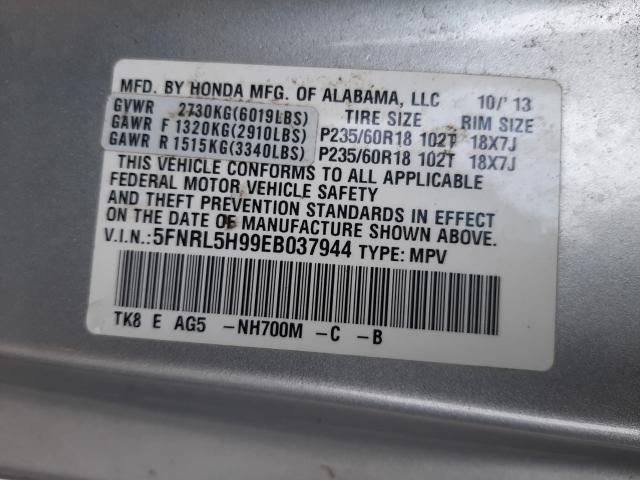 MFD. BY HONDA MFG. OF ALABAMA, LLC 10/'13
GVWR 2730KG(6019LBS) TIRE SIZE RIM SIZE
GAWR F 1320KG(2910LBS) P235/60R18 102T 18X7J
GAWR R 1515KG(3340LBS) P235/60R18 102T 18X7J
THIS VEHICLE CONFORMS TO ALL APPLICABLE
FEDERAL MOTOR VEHICLE SAFETY
AND THEFT PREVENTION STANDARDS IN EFFECT
ON THE DATE OF MANUFACTURE SHOWN ABOVE.
V.I.N.:5FNRL5H99EB037944 TYPE: MPV
TK8 E AG5 -NH700M -C -B